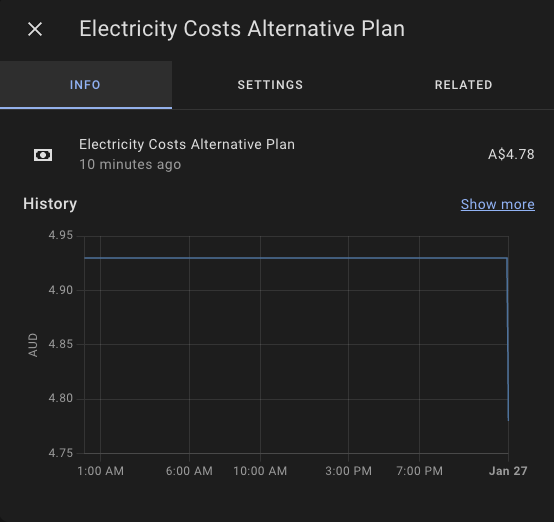 Electricity Costs Alternative Plan
INFO
SETTINGS
RELATED
Electricity Costs Alternative Plan
10 minutes ago
A$4.78
History
Show more
4.95
4.90
4.85
4.80
4.75
AUD
1:00 AM
6:00 AM
10:00 AM
3:00 PM
7:00 PM
Jan 27